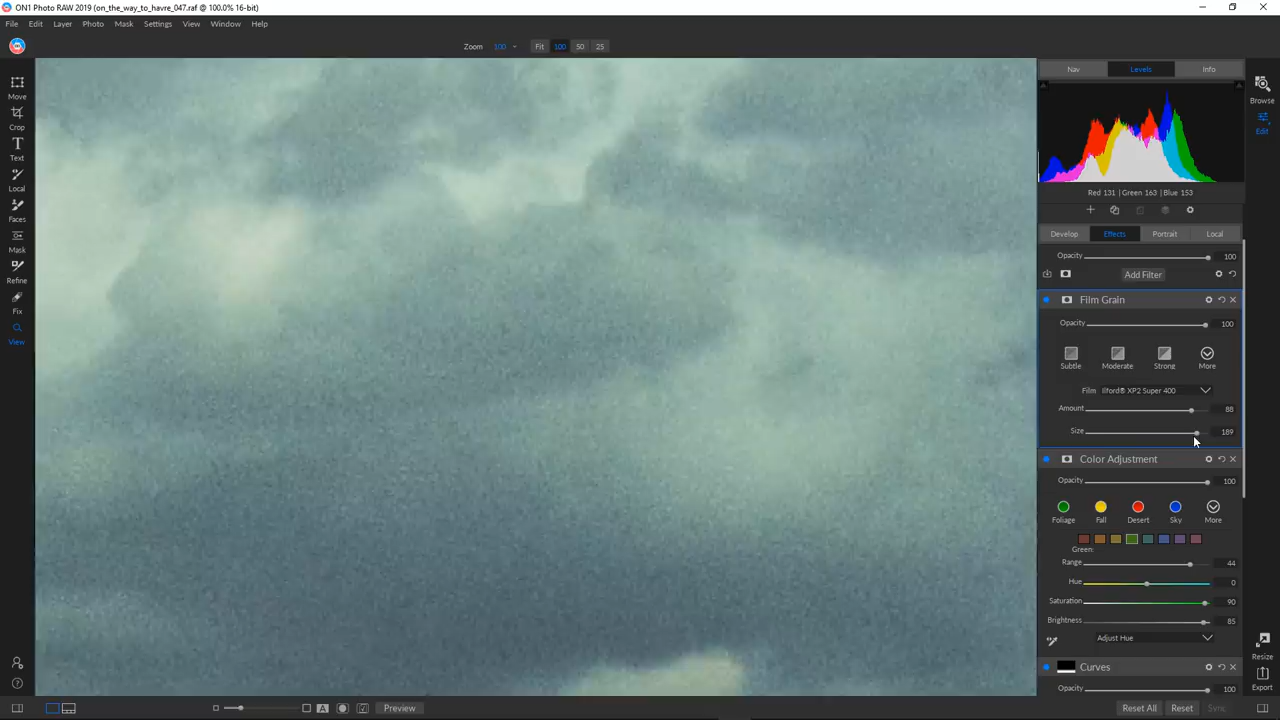 ON1 Photo RAW 2019 (on_the_way_to_havre_047.raf @ 100.0% 16-bit)
File Edit Layer Photo Mask Settings View Window Help
Zoom 100 Fit 100 50 25
Move
Crop
Text
Local
Faces
Mask
Refine
Fix
View
Nav Levels Info
Red 131 | Green 163 | Blue 153
Develop Effects Portrait Local
Opacity 100
Add Filter
Film Grain
Opacity 100
Subtle Moderate Strong More
Film Ilford® XP2 Super 400
Amount 88
Size 189
Color Adjustment
Opacity 100
Foliage Fall Desert Sky More
Green:
Range 44
Hue 0
Saturation 90
Brightness 85
Adjust Hue
Curves
Opacity 100
Browse
Edit
Resize
Export
A Preview
Reset All Reset Sync